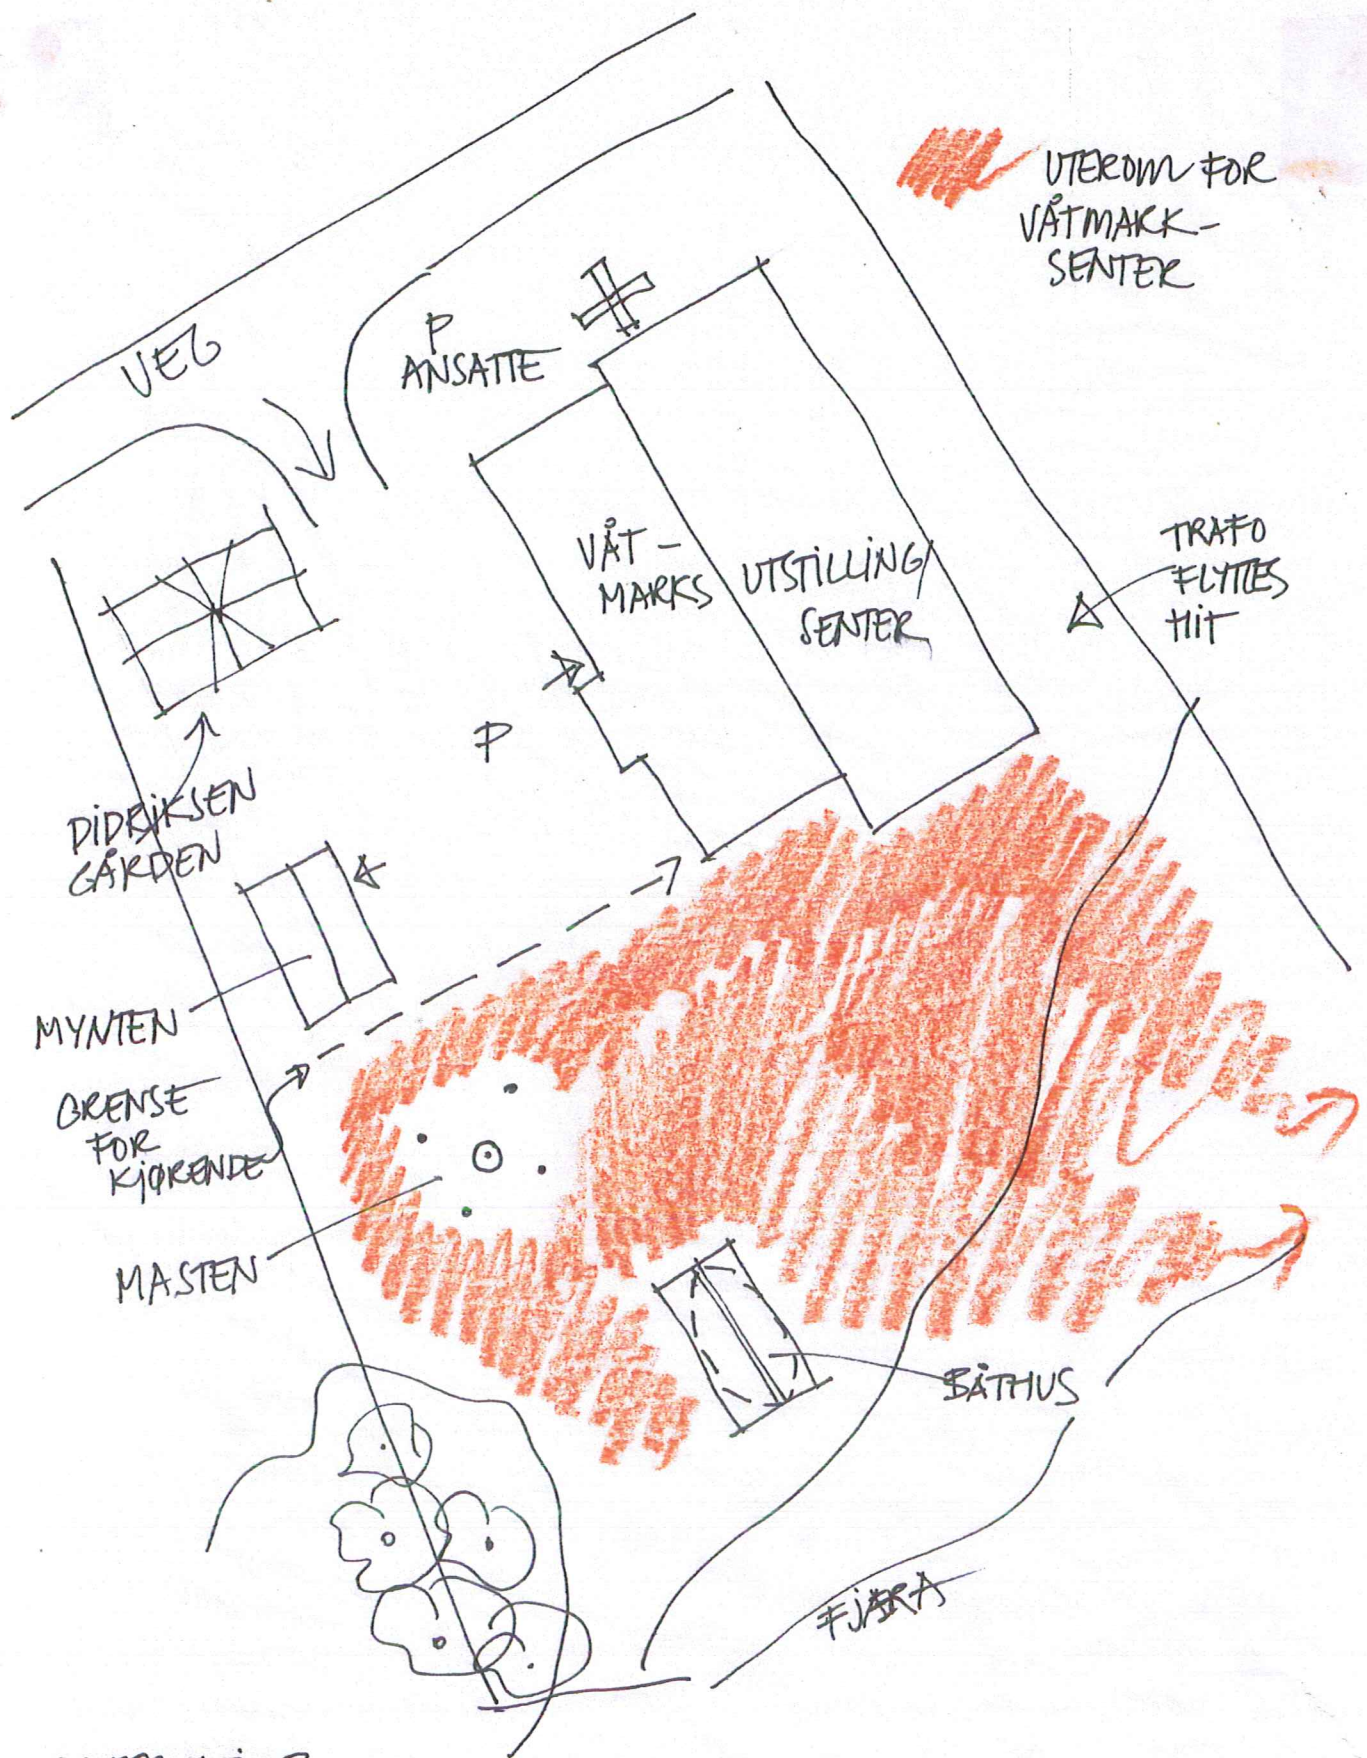 UTEROM FOR
VÅTMARK-
SENTER
VEG
P
ANSATTE
VÅT-
MARKS
UTSTILLING/
SENTER
TRAFO
FLYTTES
HIT
P
DIDRIKSEN
GÅRDEN
MYNTEN
GRENSE
FOR
KJØRENDE
MASTEN
BÅTHUS
FJÆRA